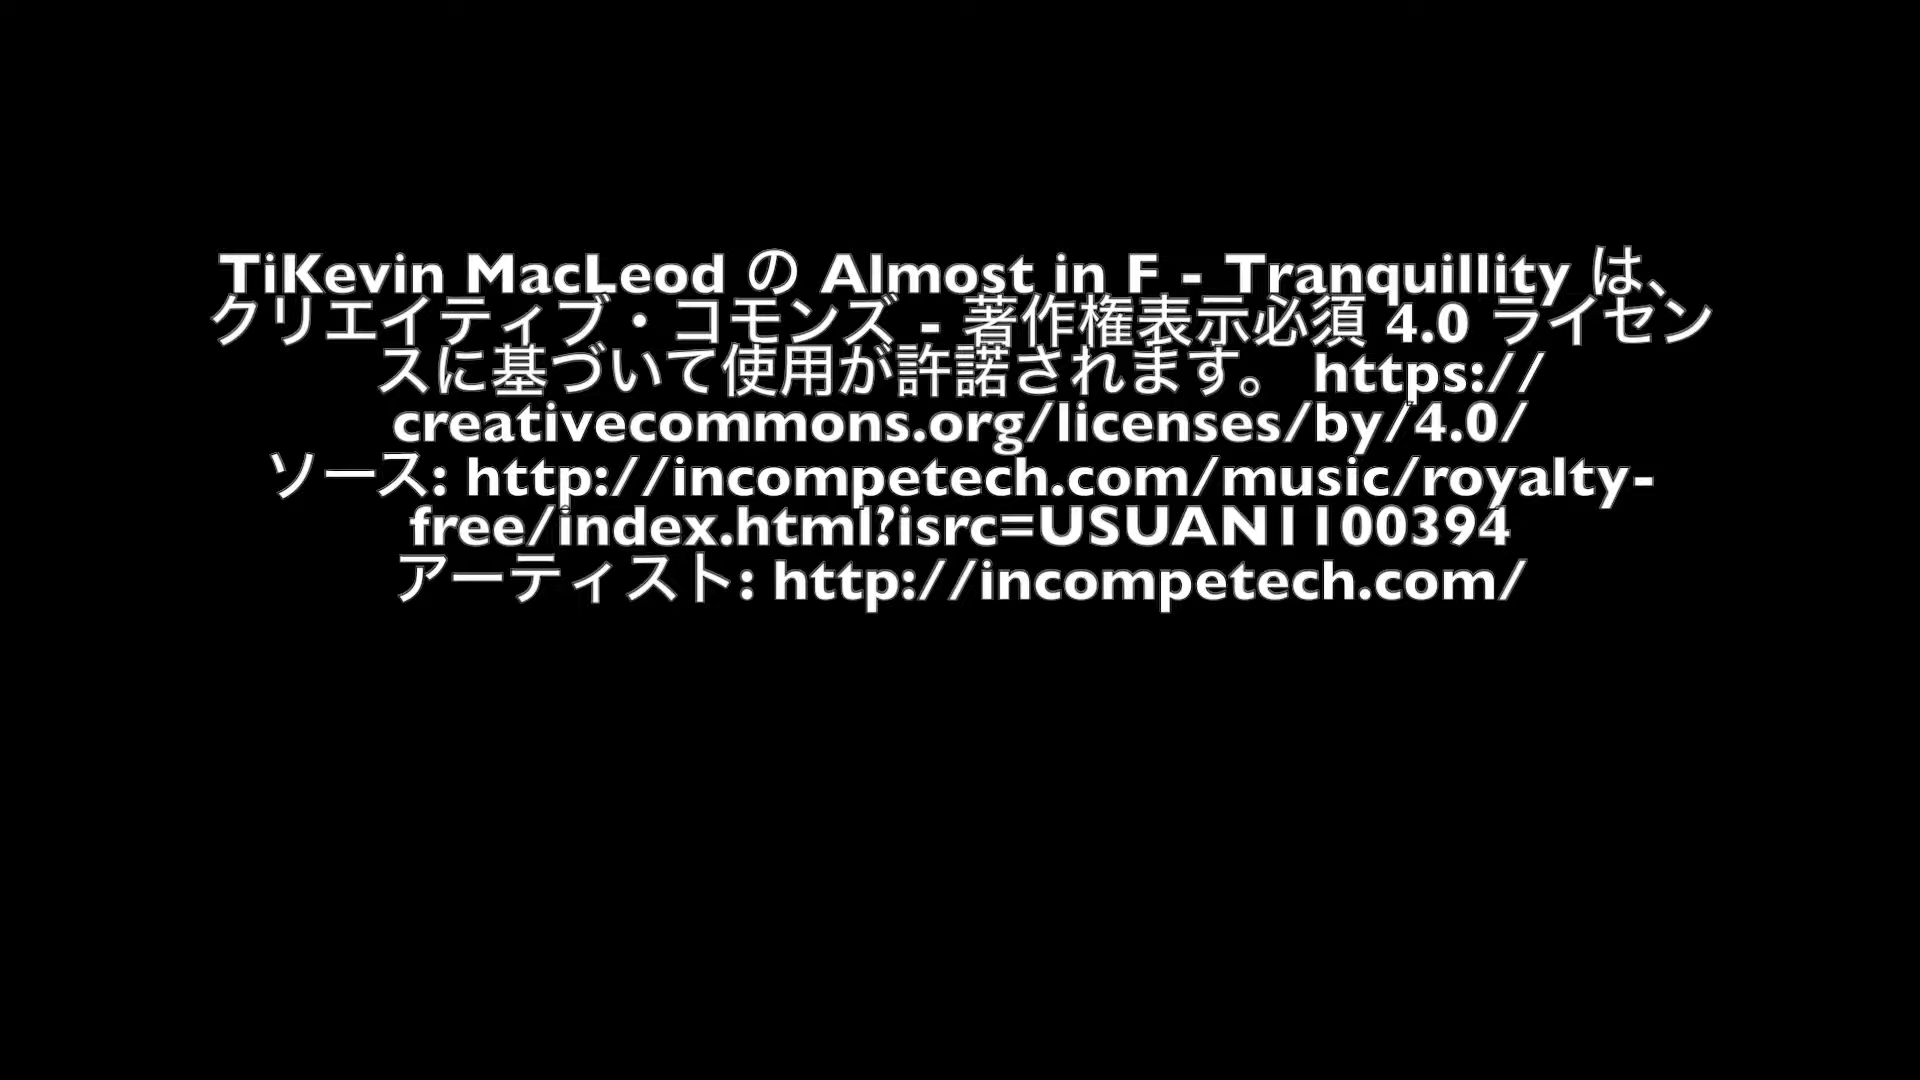 TiKevin MacLeod の Almost in F - Tranquillity は、
クリエイティブ・コモンズ - 著作権表示必須 4.0 ライセン
スに基づいて使用が許諾されます。 https://
creativecommons.org/licenses/by/4.0/
ソース: http://incompetech.com/music/royalty-
free/index.html?isrc=USUAN1100394
アーティスト: http://incompetech.com/